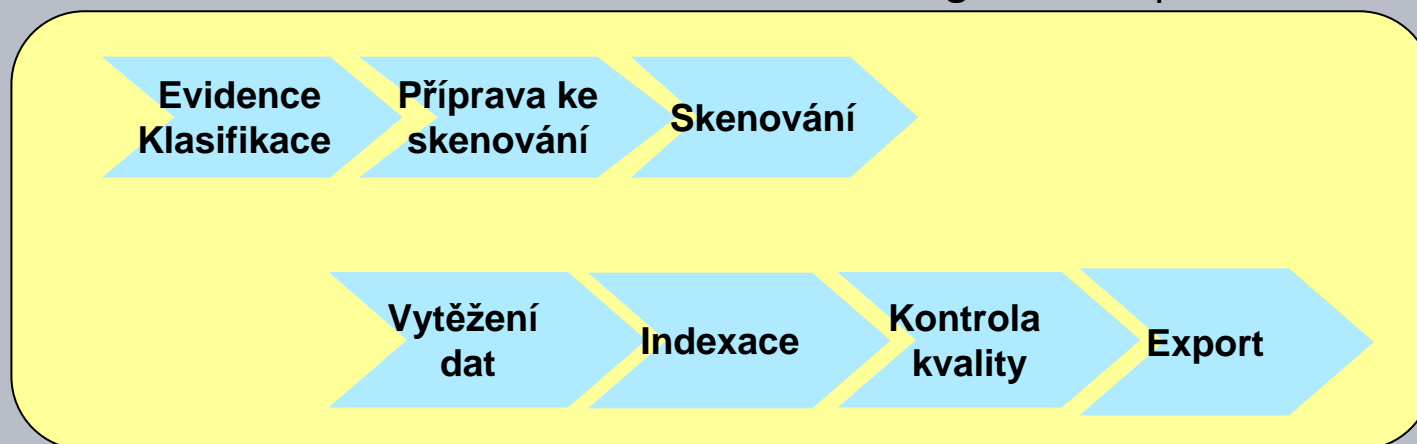 Evidence
Klasifikace
Příprava ke
skenování
Skenování
Vytěžení
dat
Indexace
Kontrola
kvality
Export